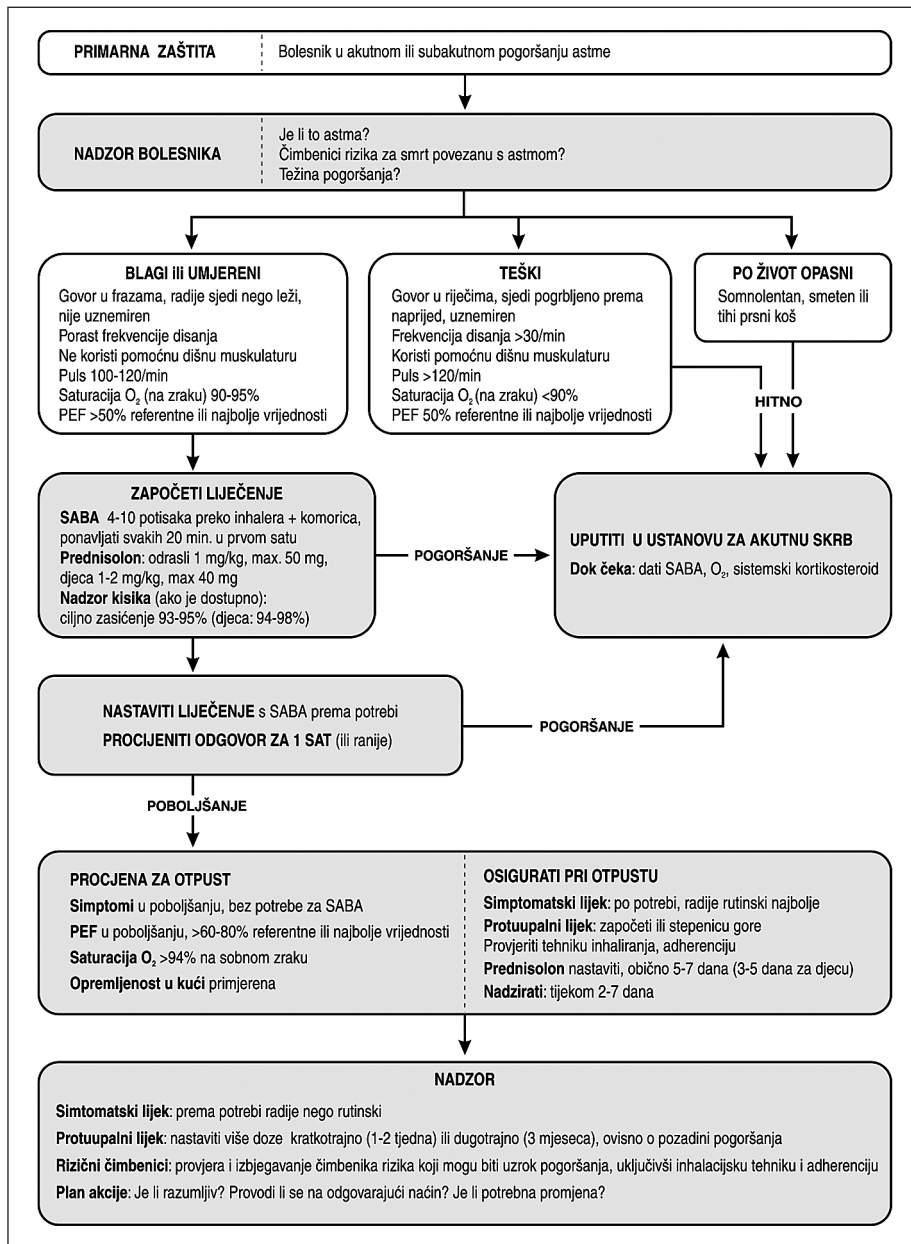 PRIMARNA ZAŠTITA
Bolesnik u akutnom ili subakutnom pogoršanju astme
NADZOR BOLESNIKA
Je li to astma?
Čimbenici rizika za smrt povezanu s astmom?
Težina pogoršanja?
BLAGI ili UMJERENI
Govor u frazama, radije sjedi nego leži,
nije uznemiren
Porast frekvencije disanja
Ne koristi pomoćnu dišnu muskulaturu
Puls 100-120/min
Saturacija O₂ (na zraku) 90-95%
PEF >50% referentne ili najbolje vrijednosti
TEŠKI
Govor u riječima, sjedi pogrbljeno prema
naprijed, uznemiren
Frekvencija disanja >30/min
Koristi pomoćnu dišnu muskulaturu
Puls >120/min
Saturacija O₂ (na zraku) <90%
PEF 50% referentne ili najbolje vrijednosti
PO ŽIVOT OPASNI
Somnolentan, smeten ili
tihi prsni koš
HITNO
ZAPOČETI LIJEČENJE
SABA 4-10 potisaka preko inhalera + komorica,
ponavljati svakih 20 min. u prvom satu
Prednisolon: odrasli 1 mg/kg, max. 50 mg,
djeca 1-2 mg/kg, max 40 mg
Nadzor kisika (ako je dostupno):
ciljno zasićenje 93-95% (djeca: 94-98%)
POGORŠANJE
UPUTITI U USTANOVU ZA AKUTNU SKRB
Dok čeka: dati SABA, O₂, sistemski kortikosteroid
NASTAVITI LIJEČENJE s SABA prema potrebi
PROCIJENITI ODGOVOR ZA 1 SAT (ili ranije)
POGORŠANJE
POBOLJŠANJE
PROCJENA ZA OTPUST
Simptomi u poboljšanju, bez potrebe za SABA
PEF u poboljšanju, >60-80% referentne ili najbolje vrijednosti
Saturacija O₂ >94% na sobnom zraku
Opremljenost u kući primjerena
OSIGURATI PRI OTPUSTU
Simptomatski lijek: po potrebi, radije rutinski najbolje
Protuupalni lijek: započeti ili stepenicu gore
Provjeriti tehniku inhaliranja, adherenciju
Prednisolon nastaviti, obično 5-7 dana (3-5 dana za djecu)
Nadzirati: tijekom 2-7 dana
NADZOR
Simtomatski lijek: prema potrebi radije nego rutinski
Protuupalni lijek: nastaviti više doze kratkotrajno (1-2 tjedna) ili dugotrajno (3 mjeseca), ovisno o pozadini pogoršanja
Rizični čimbenici: provjera i izbjegavanje čimbenika rizika koji mogu biti uzrok pogoršanja, uključivši inhalacijsku tehniku i adherenciju
Plan akcije: Je li razumljiv? Provodi li se na odgovarajući naćin? Je li potrebna promjena?